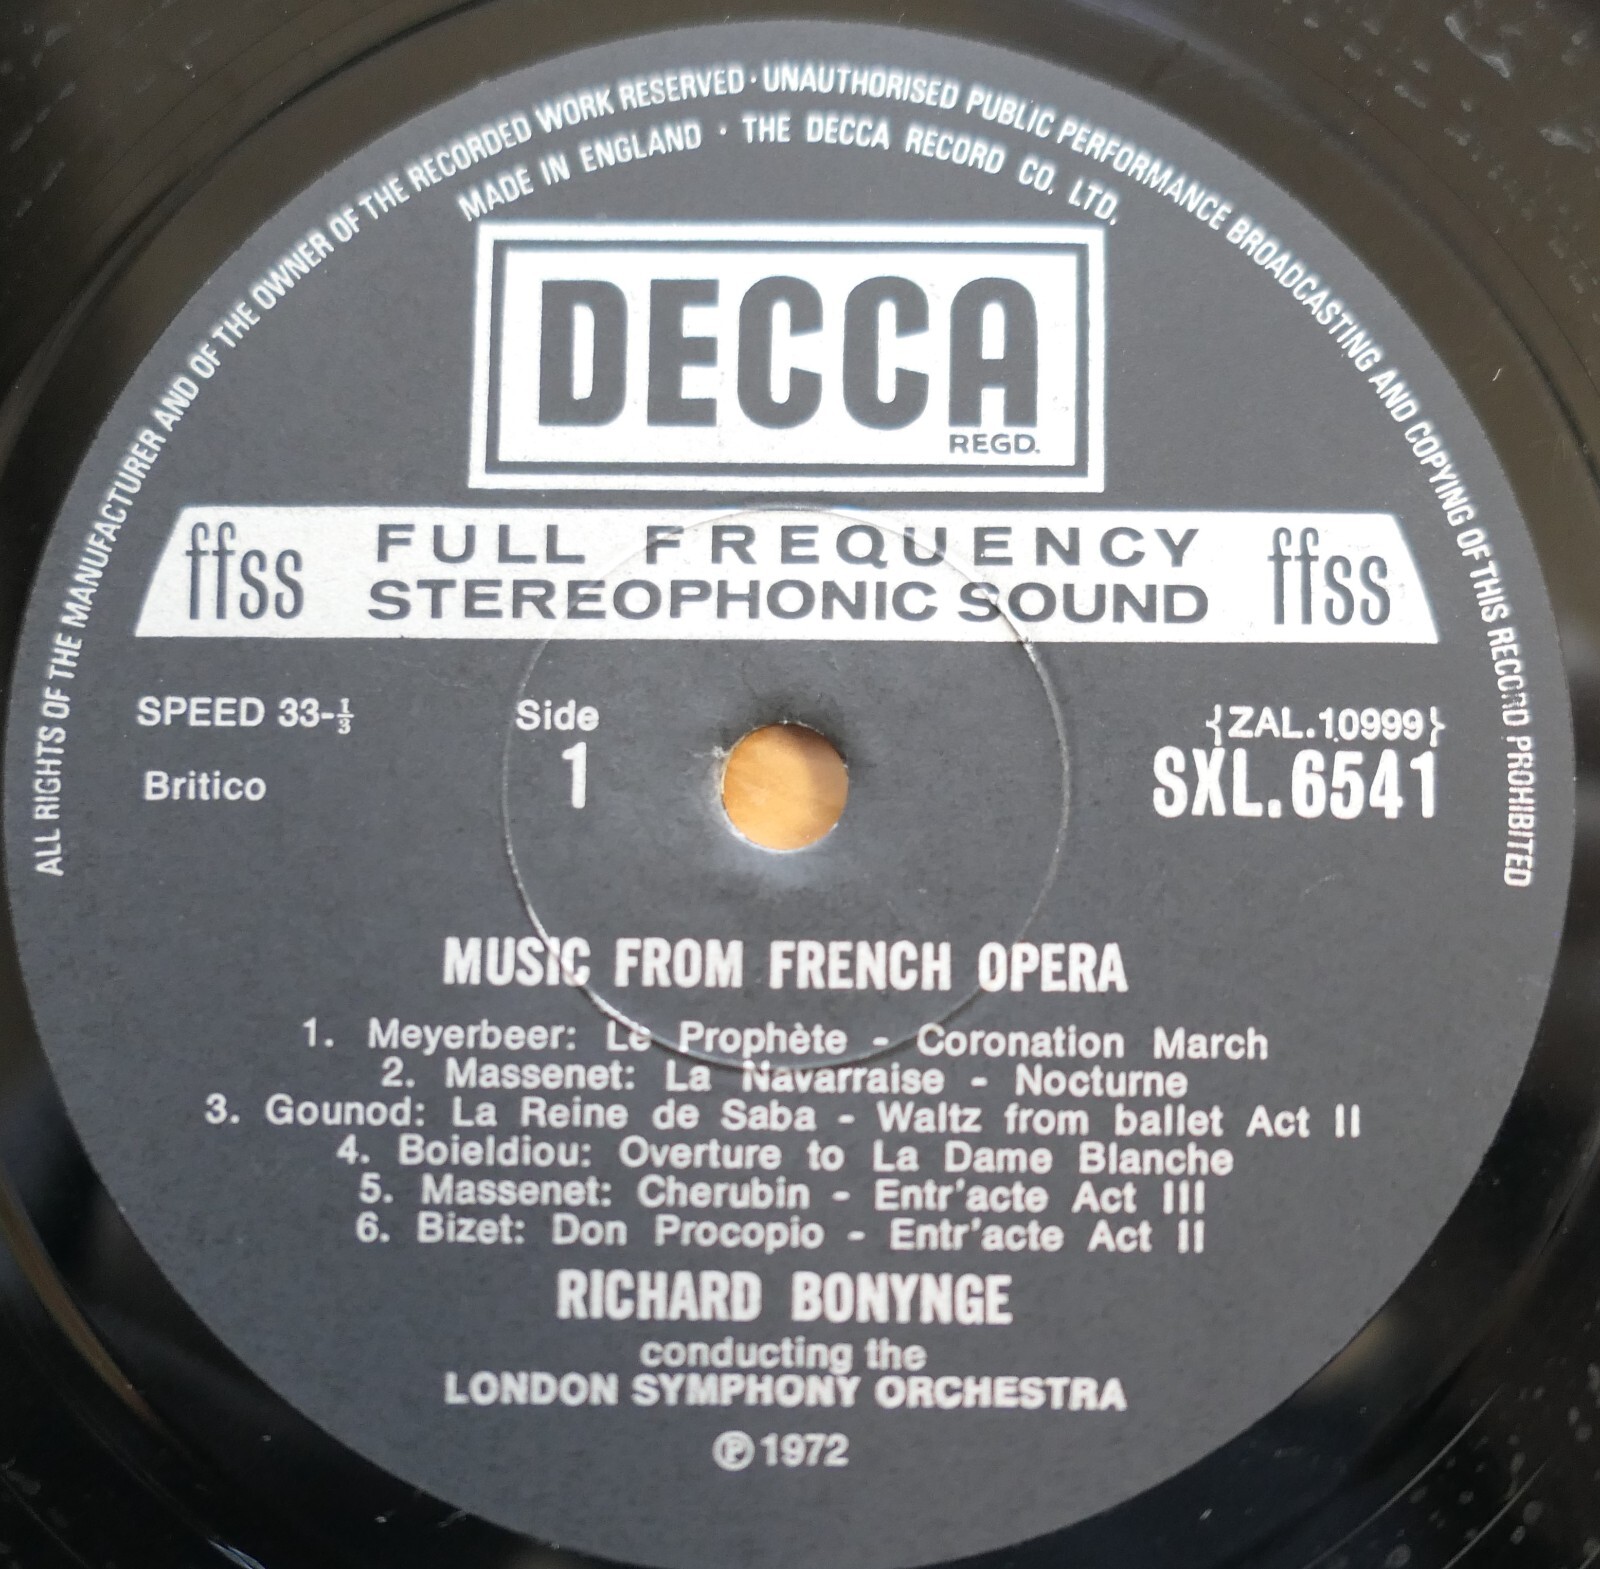 ALL RIGHTS OF THE MANUFACTURER AND OF THE OWNER OF THE RECORDED WORK RESERVED · UNAUTHORISED PUBLIC PERFORMANCE BROADCASTING AND COPYING OF THIS RECORD PROHIBITED
MADE IN ENGLAND · THE DECCA RECORD CO. LTD.
DECCA
REGD.
ffss FULL FREQUENCY STEREOPHONIC SOUND ffss
SPEED 33-⅓
Side
1
{ZAL.10999}
SXL.6541
Britico
MUSIC FROM FRENCH OPERA
1. Meyerbeer: Le Prophète - Coronation March
2. Massenet: La Navarraise - Nocturne
3. Gounod: La Reine de Saba - Waltz from ballet Act II
4. Boieldiou: Overture to La Dame Blanche
5. Massenet: Cherubin - Entr'acte Act III
6. Bizet: Don Procopio - Entr'acte Act II
RICHARD BONYNGE
conducting the
LONDON SYMPHONY ORCHESTRA
℗ 1972